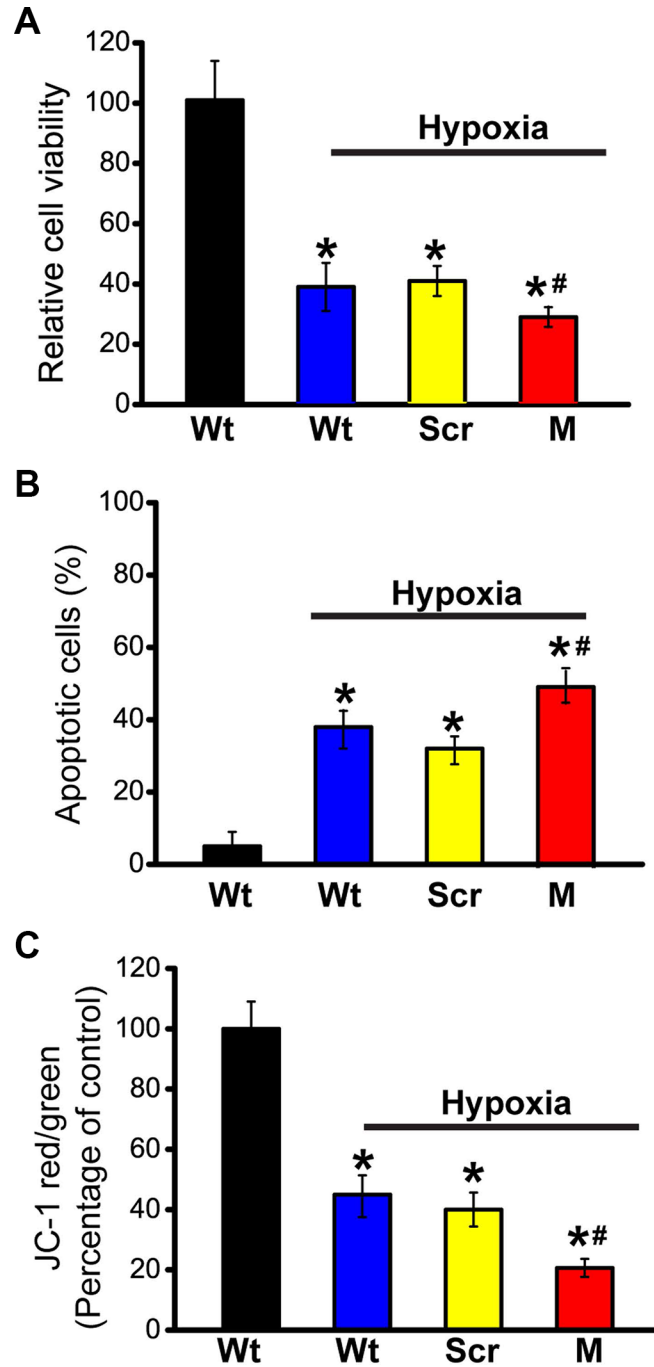 A
Relative cell viability
120
100
80
60
40
20
0
Hypoxia
*
*
*#
Wt Wt Scr M
B
Apoptotic cells (%)
100
80
60
40
20
0
Hypoxia
*
*
*#
Wt Wt Scr M
C
JC-1 red/green
(Percentage of control)
120
100
80
60
40
20
0
Hypoxia
*
*
*#
Wt Wt Scr M